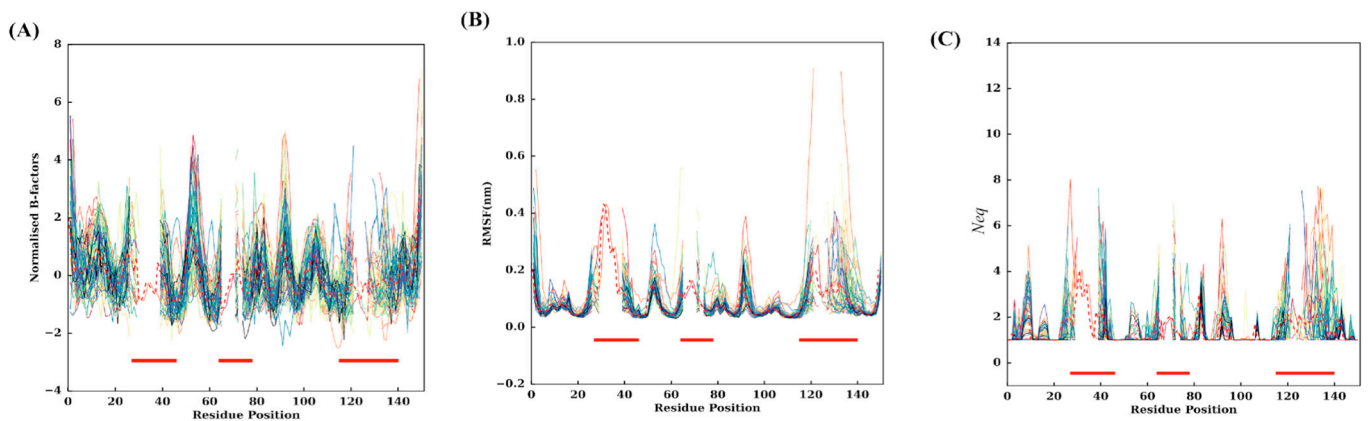 (A)
8
6
4
2
0
−2
−4
Normalised B-factors
0 20 40 60 80 100 120 140
Residue Position
(B)
1.0
0.8
0.6
0.4
0.2
0.0
−0.2
RMSF(nm)
0 20 40 60 80 100 120 140
Residue Position
(C)
14
12
10
8
6
4
2
0
Neq
0 20 40 60 80 100 120 140
Residue Position